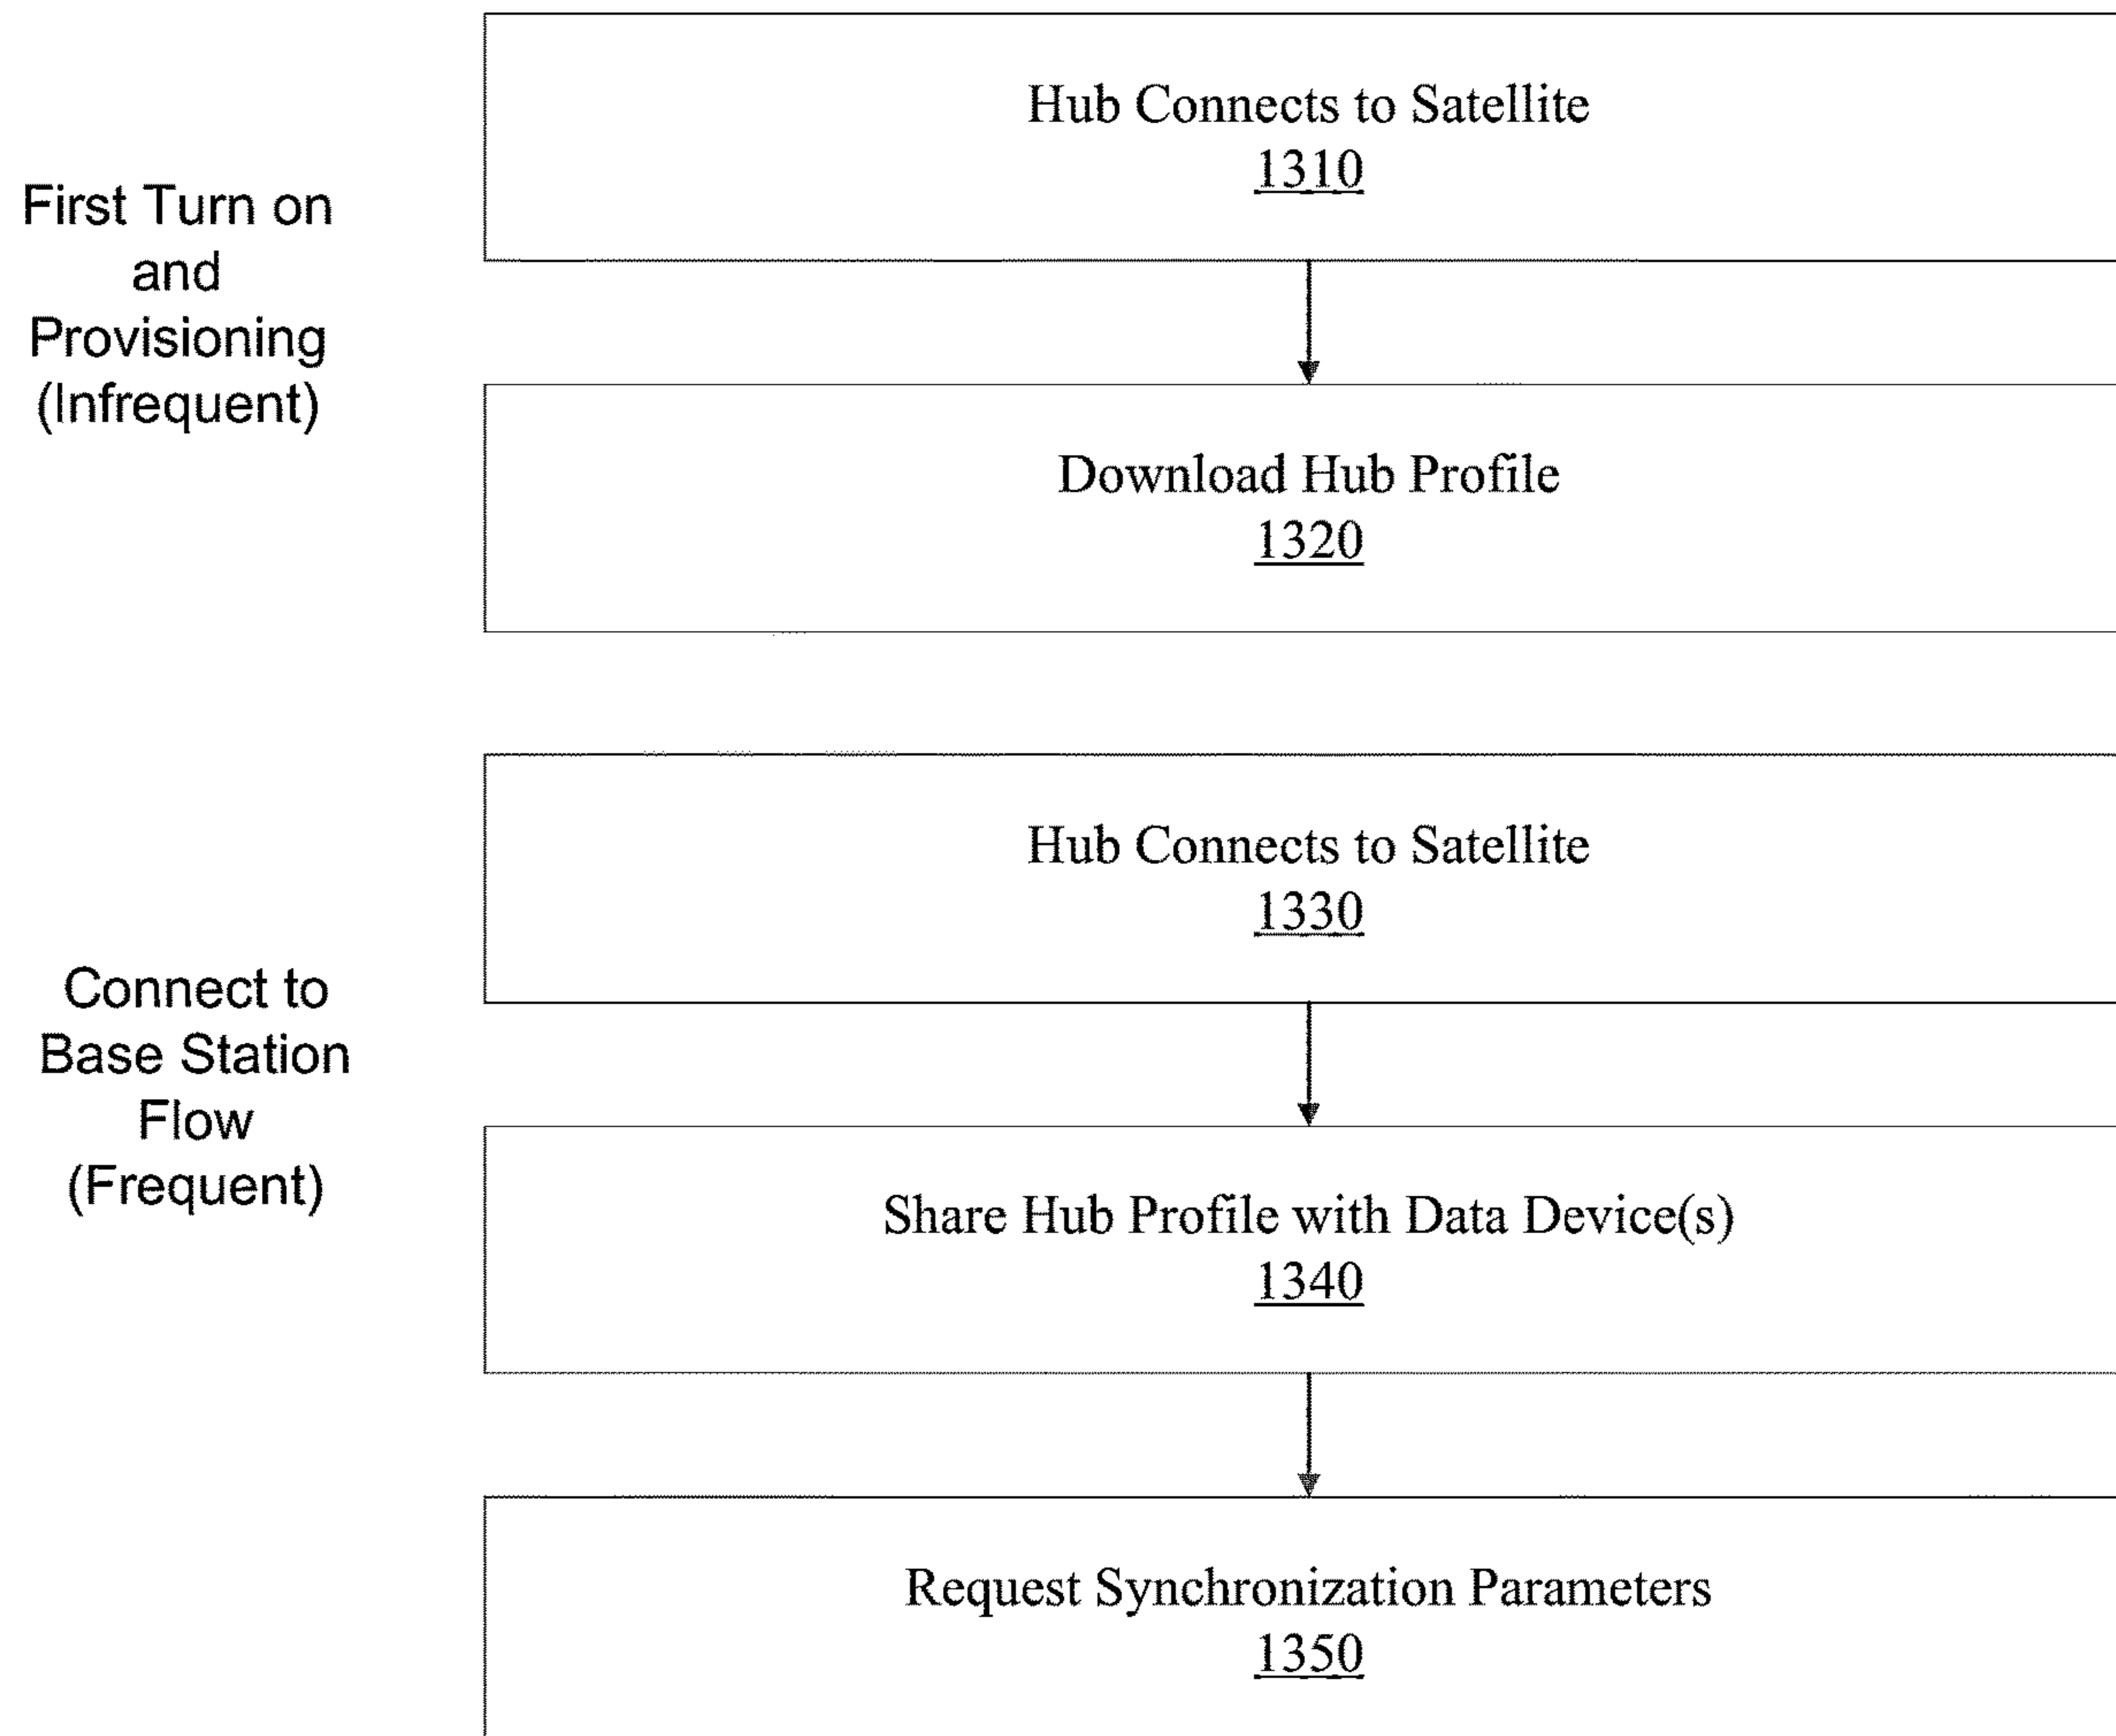 First Turn on
and
Provisioning
(Infrequent)
Hub Connects to Satellite
1310
Download Hub Profile
1320
Connect to
Base Station
Flow
(Frequent)
Hub Connects to Satellite
1330
Share Hub Profile with Data Device(s)
1340
Request Synchronization Parameters
1350